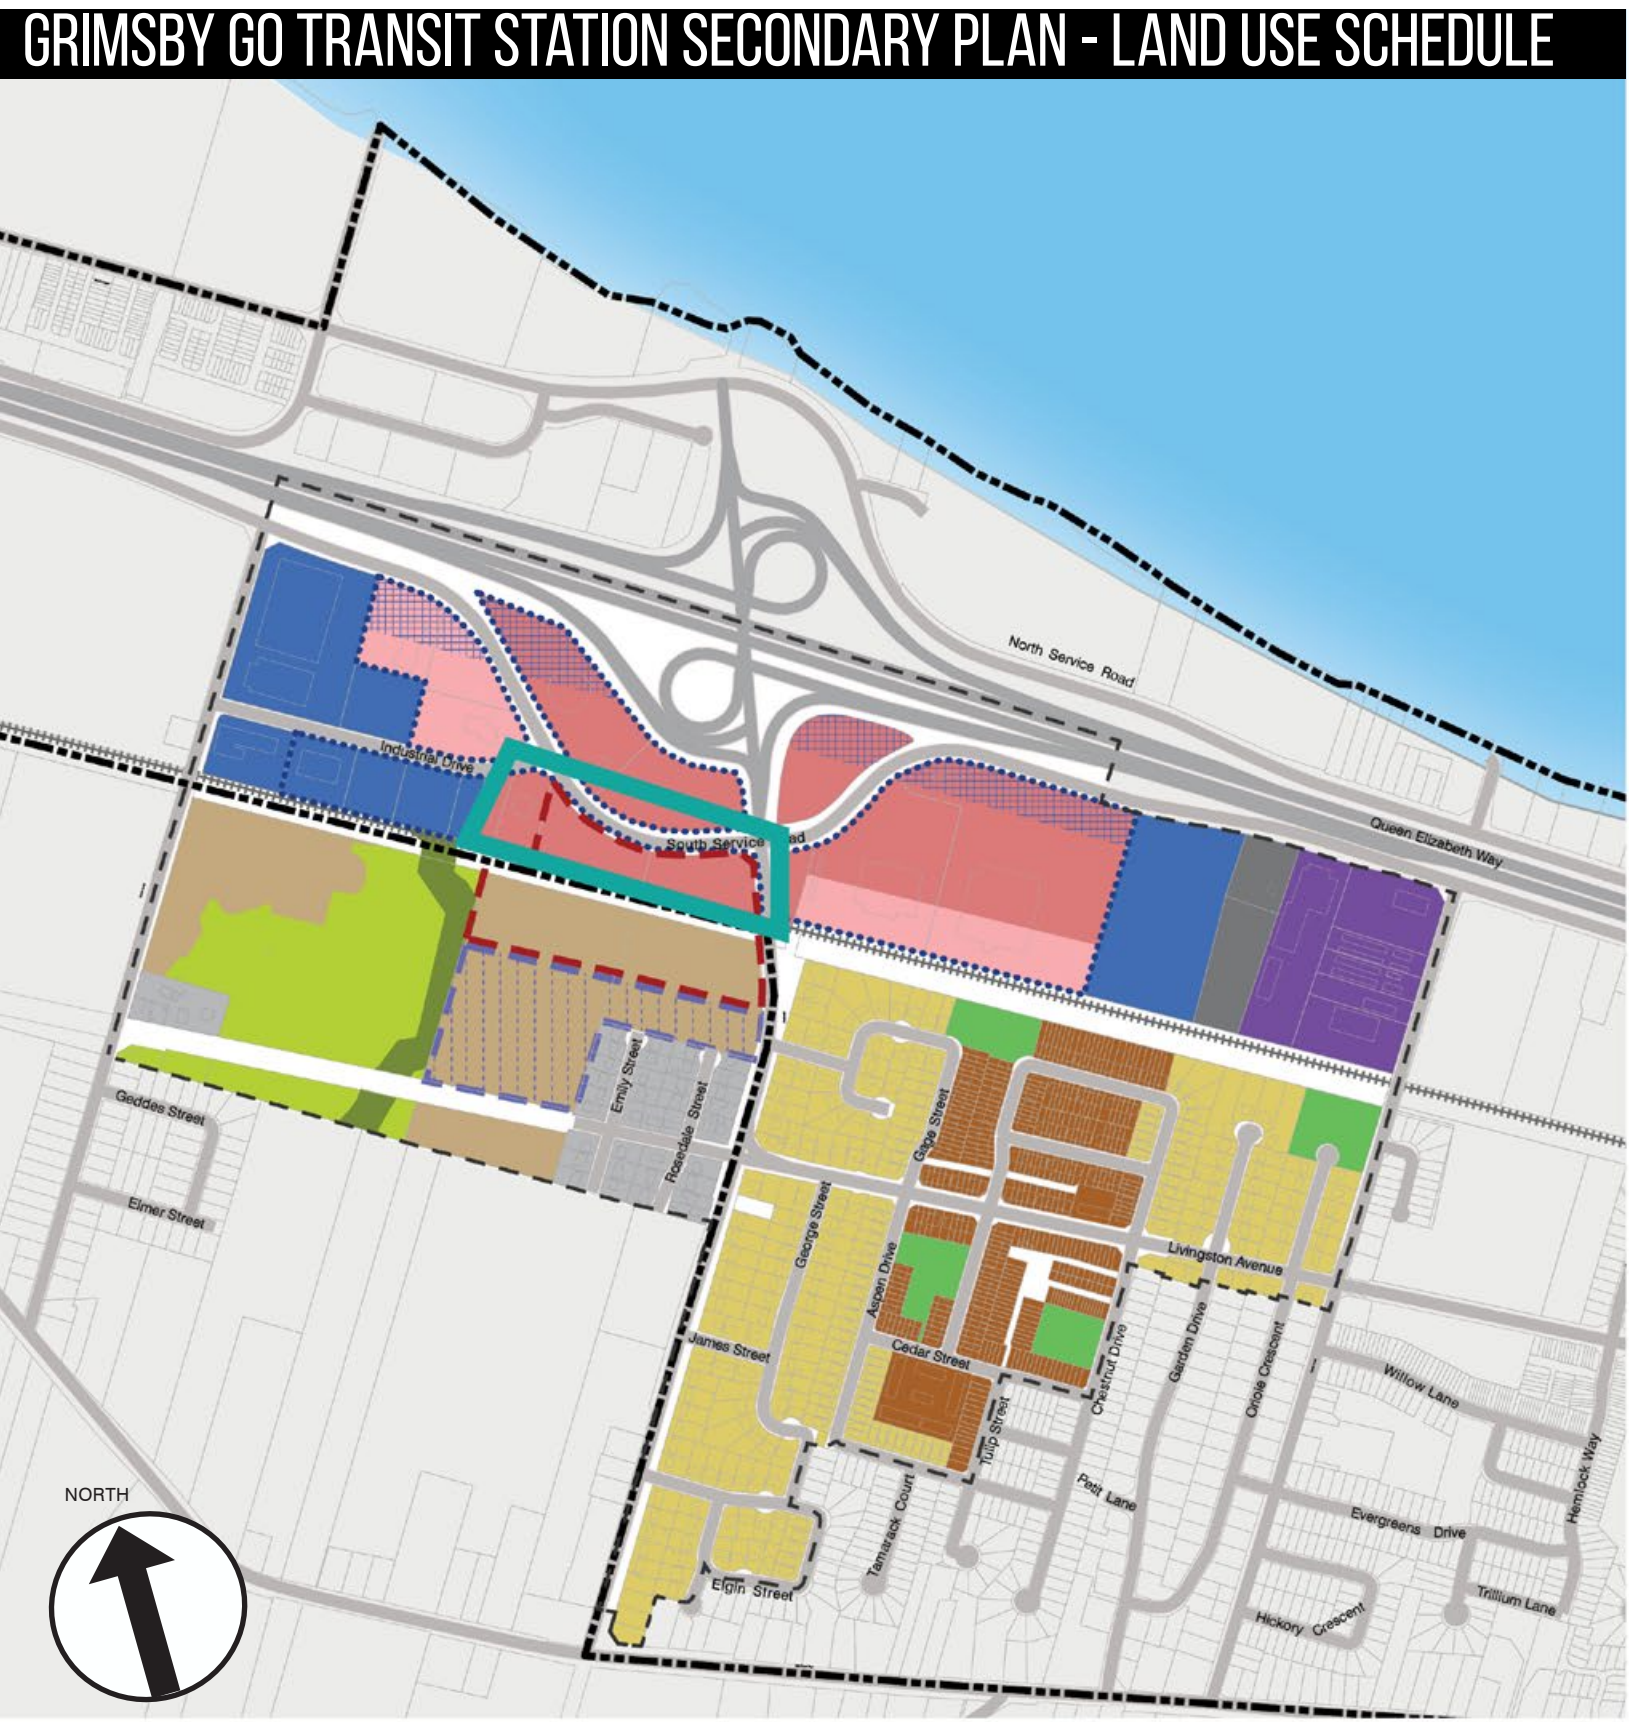 GRIMSBY GO TRANSIT STATION SECONDARY PLAN - LAND USE SCHEDULE
North Service Road
Industrial Drive
South Service
ad
Queen Elizabeth Way
Emily Street
Rosedale Street
Gage Street
Geddes Street
Elmer Street
George Street
Aspen Drive
Livingston Avenue
James Street
Cedar Street
Chestnut Drive
Garden Drive
Oriole Crescent
Willow Lane
Tulip Street
Petit Lane
Tamarack Court
Hemlock Way
Evergreens Drive
Elgin Street
Trillium Lane
Hickory Crescent
NORTH